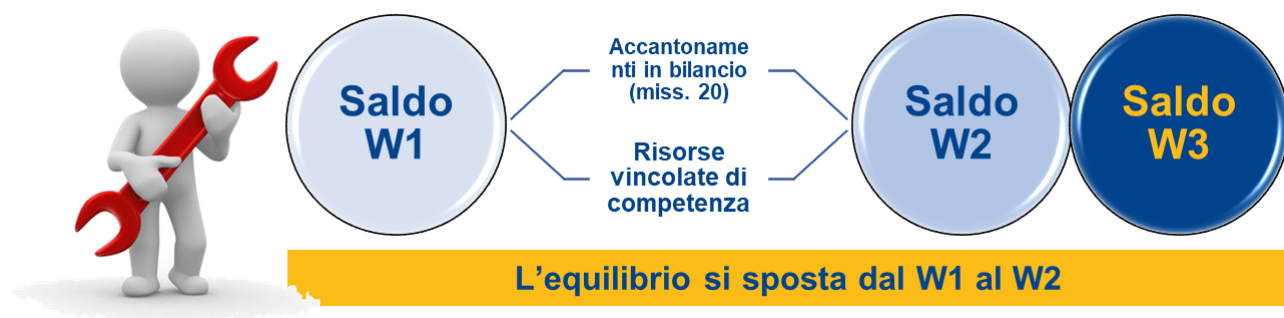 Saldo
W1
Accantoname
nti in bilancio
(miss. 20)
Risorse
vincolate di
competenza
Saldo
W2
Saldo
W3
L’equilibrio si sposta dal W1 al W2